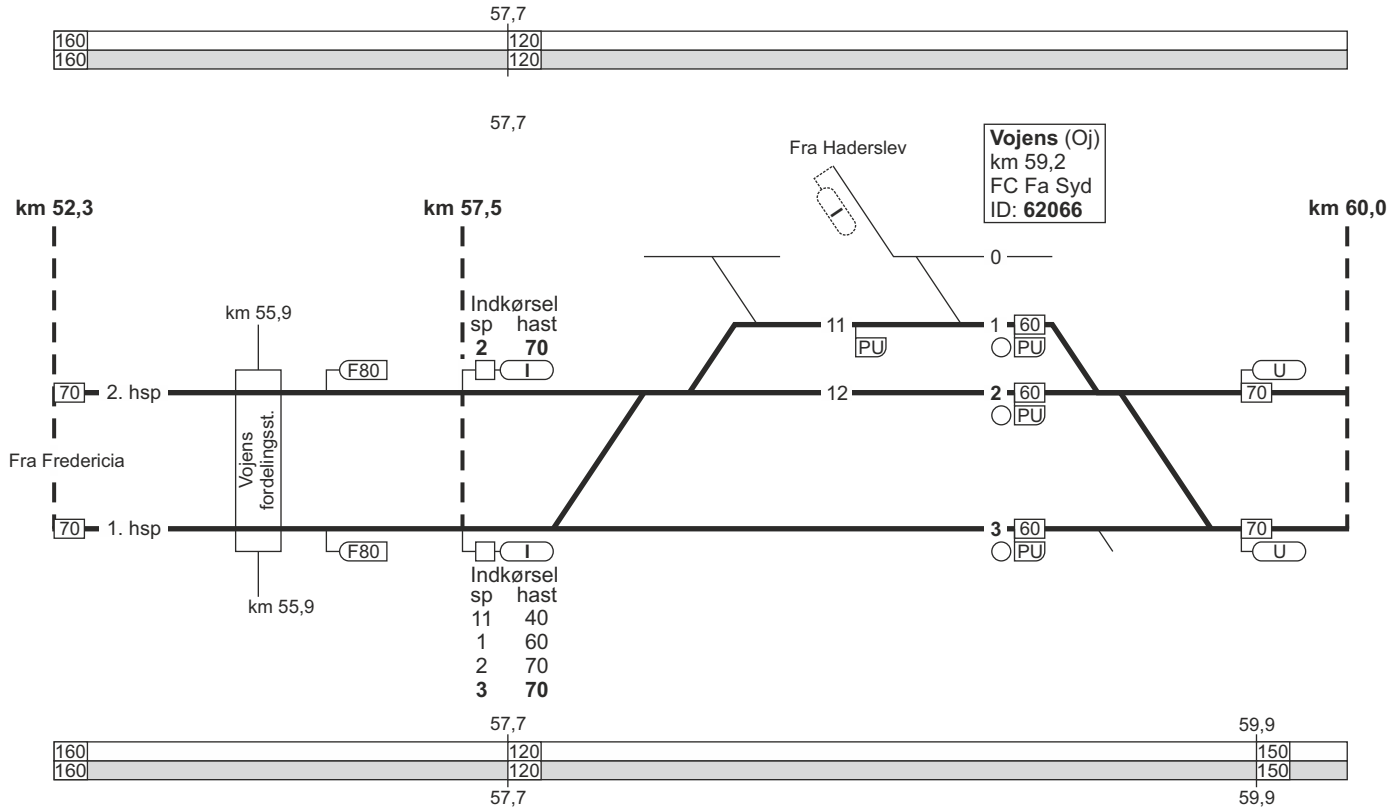 57,7
160 120
160 120
57,7
Fra Haderslev
Vojens (Oj)
km 59,2
FC Fa Syd
ID: 62066
km 52,3 km 57,5 km 60,0
I
0
km 55,9
Indkørsel
sp hast
2 70
11 1 60
PU PU
F80 I U
70 2. hsp 12 2 60 70
PU
Fra Fredericia
Vojens
fordelingsst.
70 1. hsp 3 60 70
F80 I PU U
Indkørsel
sp hast
km 55,9
11 40
1 60
2 70
3 70
57,7 59,9
160 120 150
160 120 150
57,7 59,9